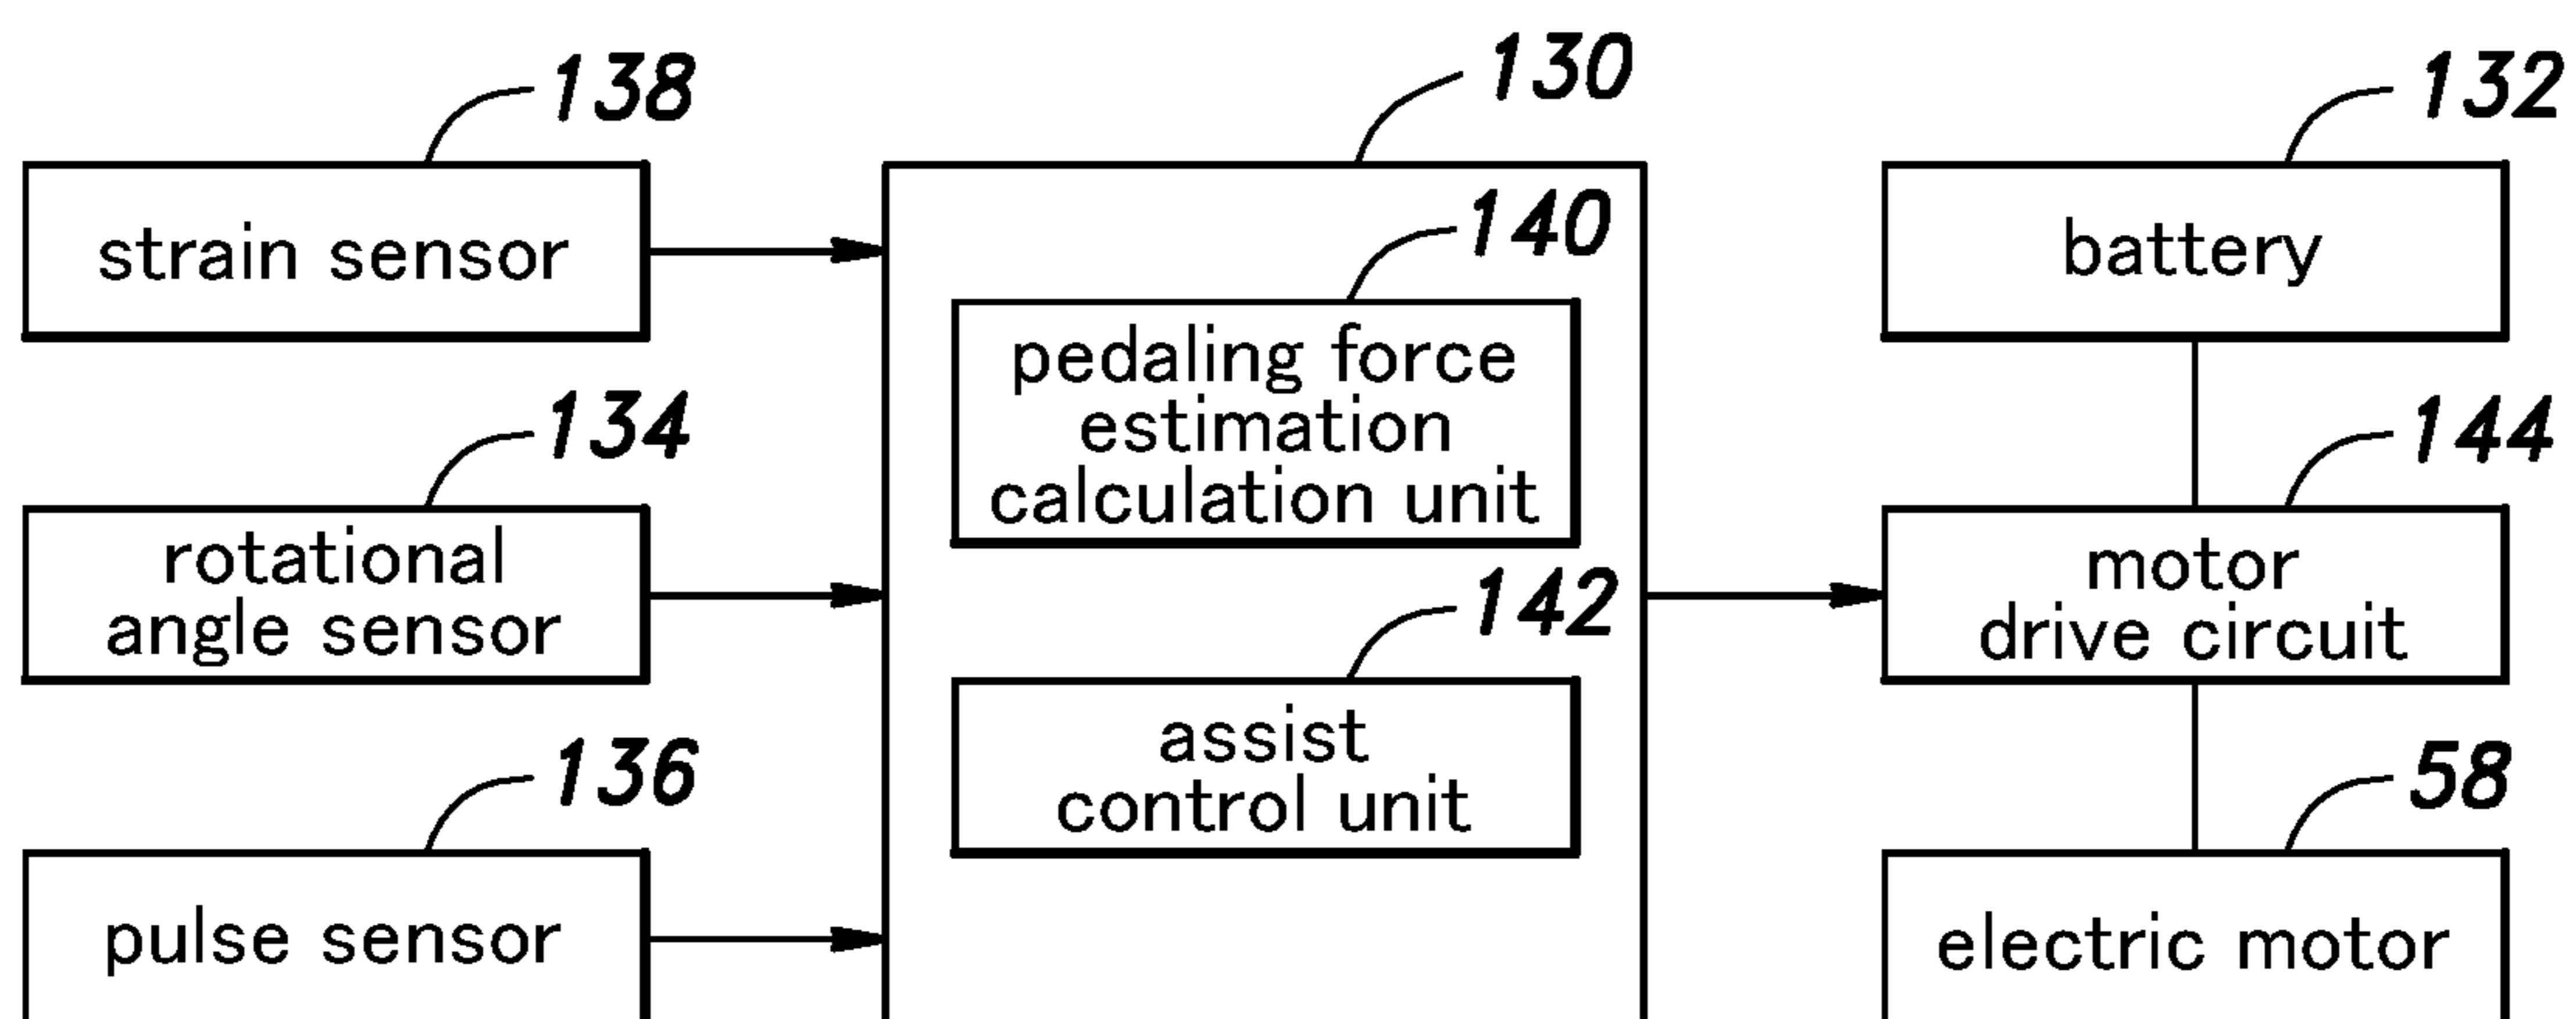 138
strain sensor
134
rotational
angle sensor
136
pulse sensor
130
140
pedaling force
estimation
calculation unit
142
assist
control unit
132
battery
144
motor
drive circuit
58
electric motor